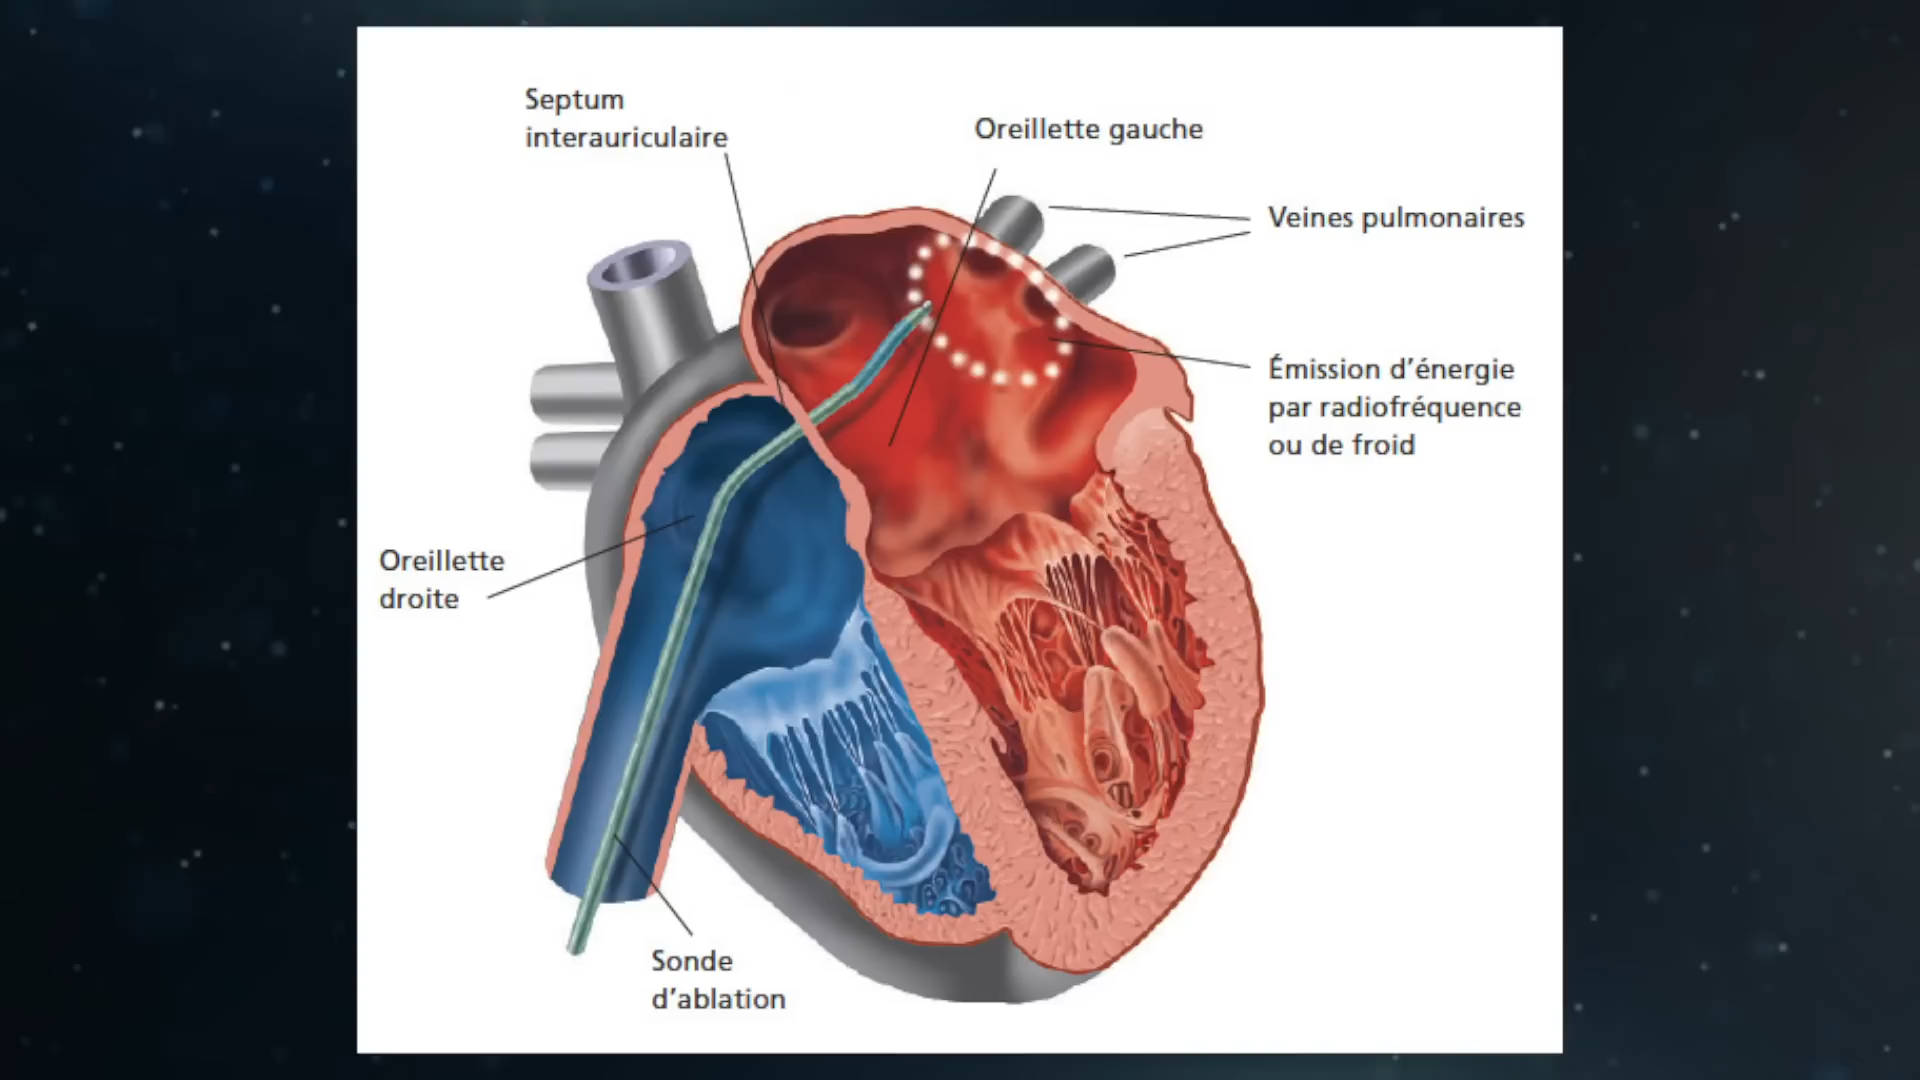 Septum
interauriculaire
Oreillette gauche
Veines pulmonaires
Émission d'énergie
par radiofréquence
ou de froid
Oreillette
droite
Sonde
d'ablation